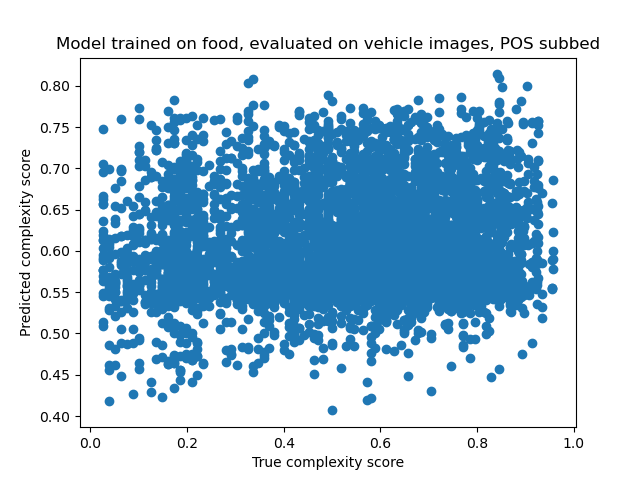 Model trained on food, evaluated on vehicle images, POS subbed
0.80
0.75
0.70
0.65
0.60
0.55
0.50
0.45
0.40
Predicted complexity score
0.0 0.2 0.4 0.6 0.8 1.0
True complexity score